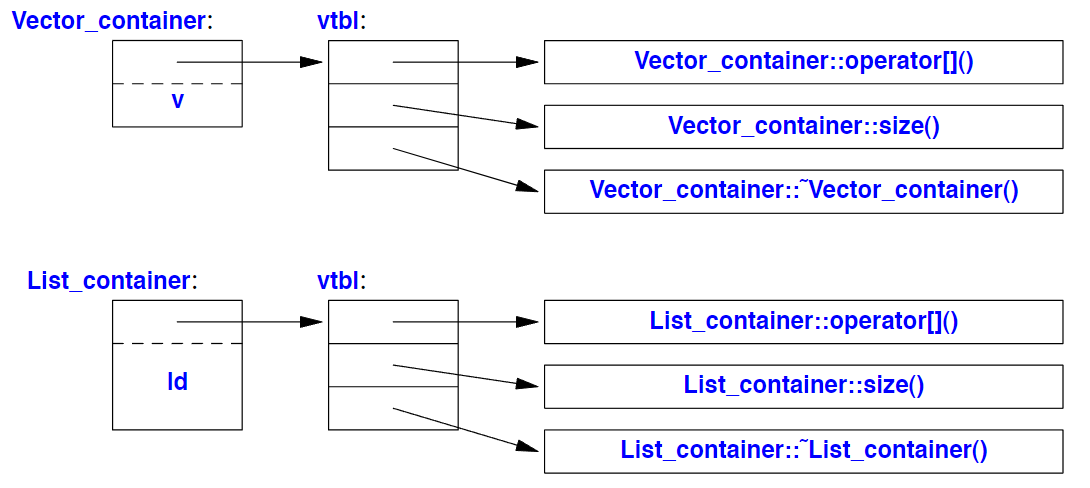 Vector_container: vtbl:
Vector_container::operator[]()
v
Vector_container::size()
Vector_container::~Vector_container()
List_container: vtbl:
List_container::operator[]()
ld
List_container::size()
List_container::~List_container()